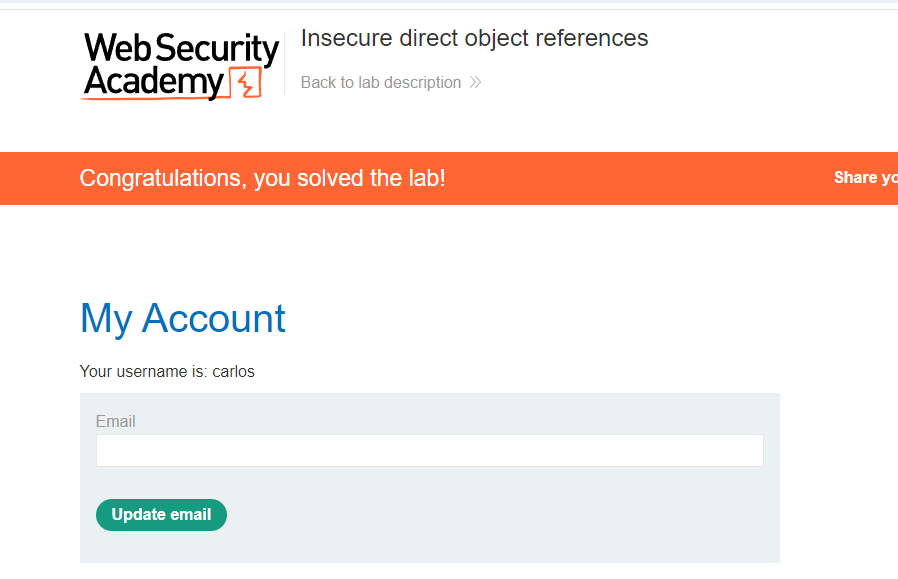 Web Security
Academy
Insecure direct object references
Back to lab description
Congratulations, you solved the lab!
Share
My Account
Your username is: carlos
Email
Update email